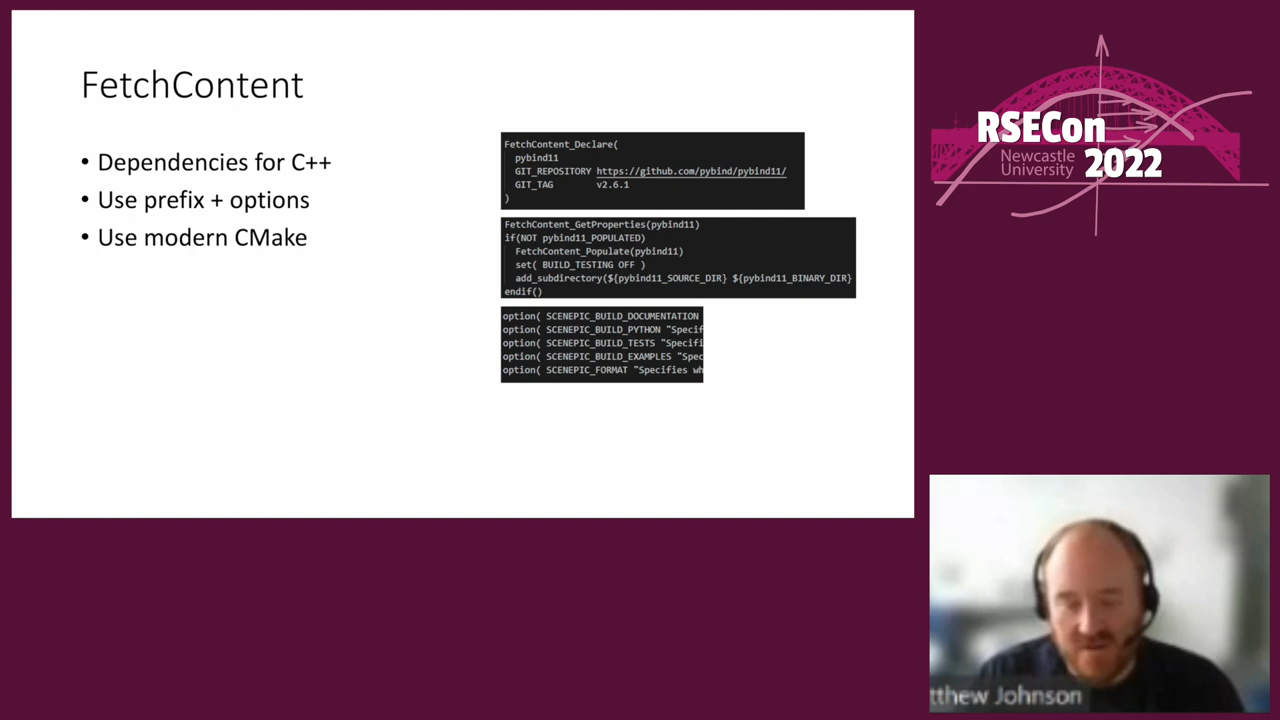 FetchContent
• Dependencies for C++
• Use prefix + options
• Use modern CMake
FetchContent_Declare(
pybind11
GIT_REPOSITORY https://github.com/pybind/pybind11/
GIT_TAG v2.6.1
)
FetchContent_GetProperties(pybind11)
if(NOT pybind11_POPULATED)
FetchContent_Populate(pybind11)
set( BUILD_TESTING OFF )
add_subdirectory(${pybind11_SOURCE_DIR} ${pybind11_BINARY_DIR}
endif()
option( SCENEPIC_BUILD_DOCUMENTATION
option( SCENEPIC_BUILD_PYTHON "Specif
option( SCENEPIC_BUILD_TESTS "Specifi
option( SCENEPIC_BUILD_EXAMPLES "Spec
option( SCENEPIC_FORMAT "Specifies wh
RSECon
Newcastle
University 2022
tthew Johnson